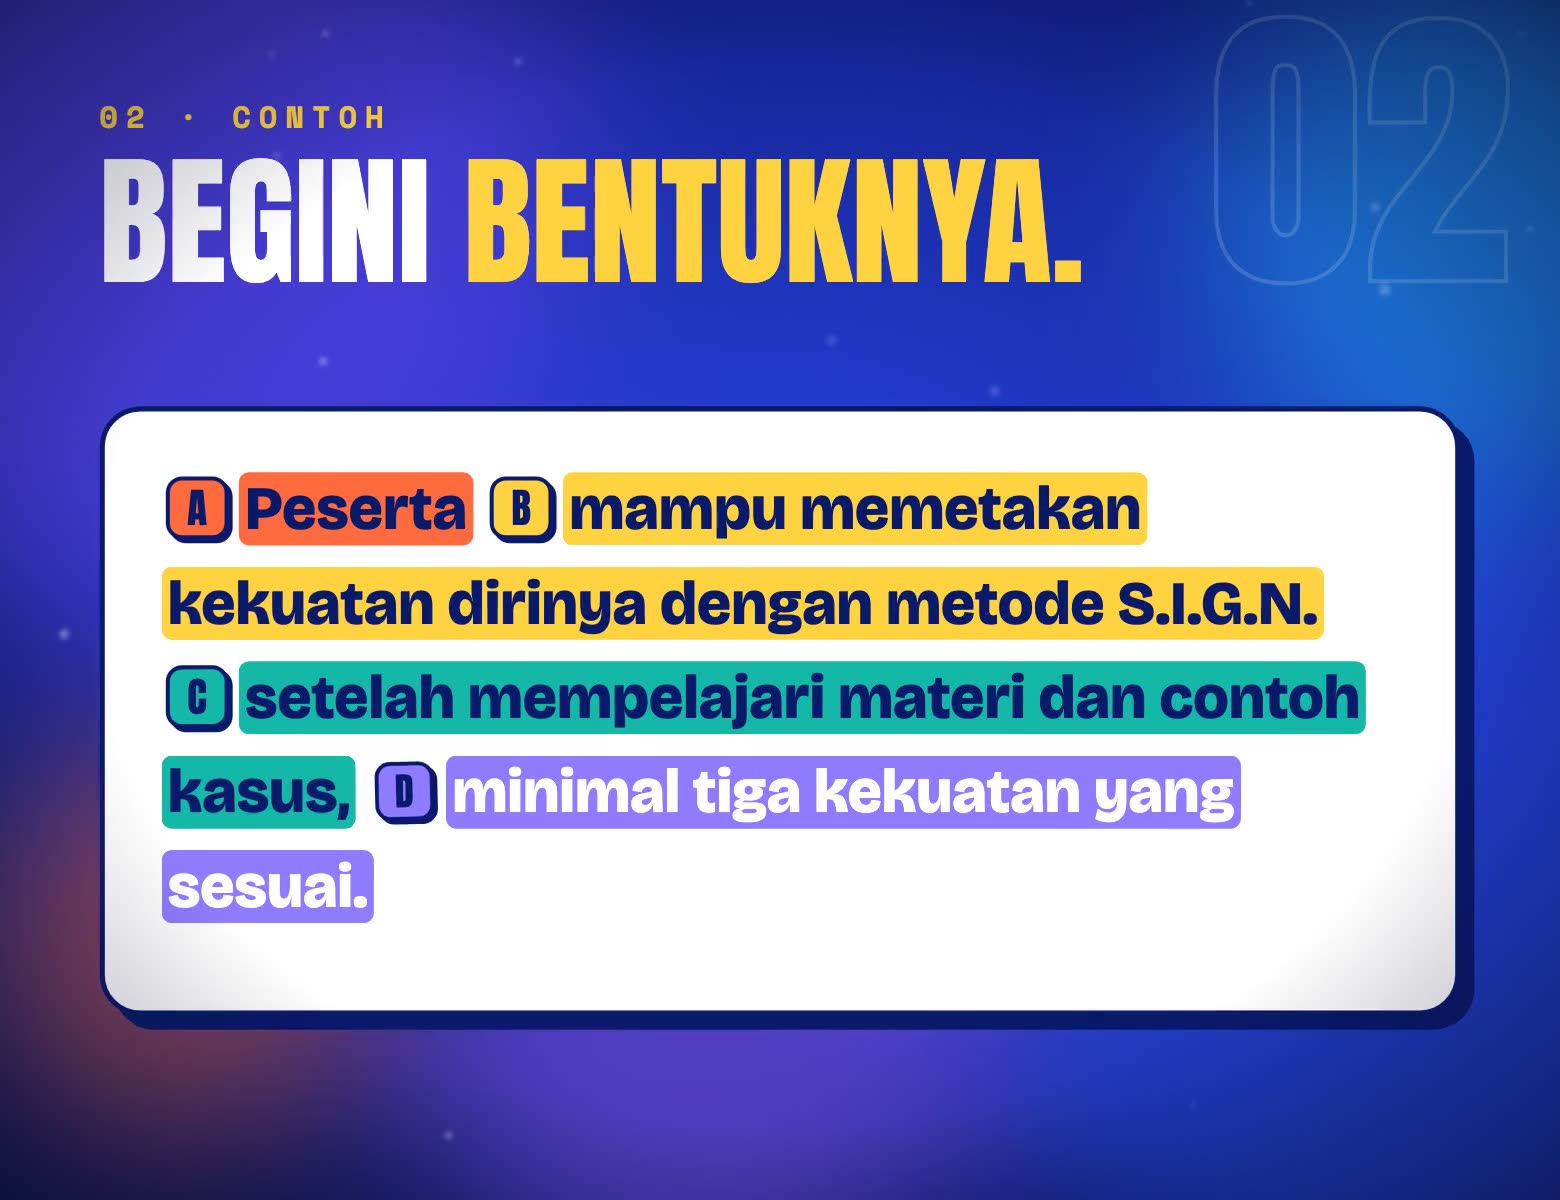 02 · CONTOH
02
BEGINI BENTUKNYA.
A Peserta B mampu memetakan
kekuatan dirinya dengan metode S.I.G.N.
C setelah mempelajari materi dan contoh
kasus, D minimal tiga kekuatan yang
sesuai.